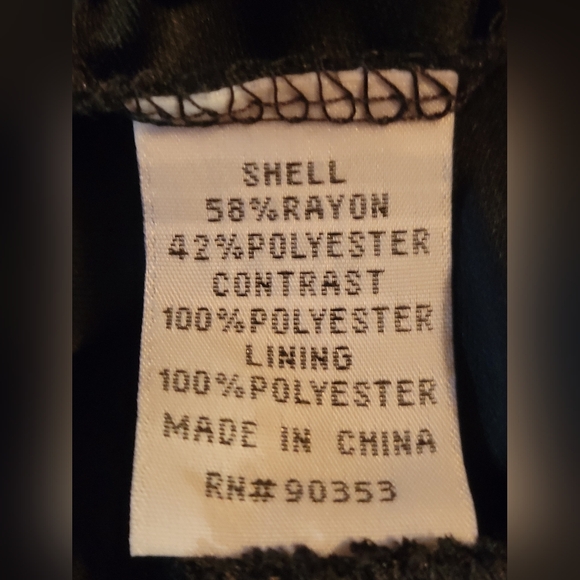 SHELL
58%RAYON
42%POLYESTER
CONTRAST
100%POLYESTER
LINING
100%POLYESTER
MADE IN CHINA
RN#90353